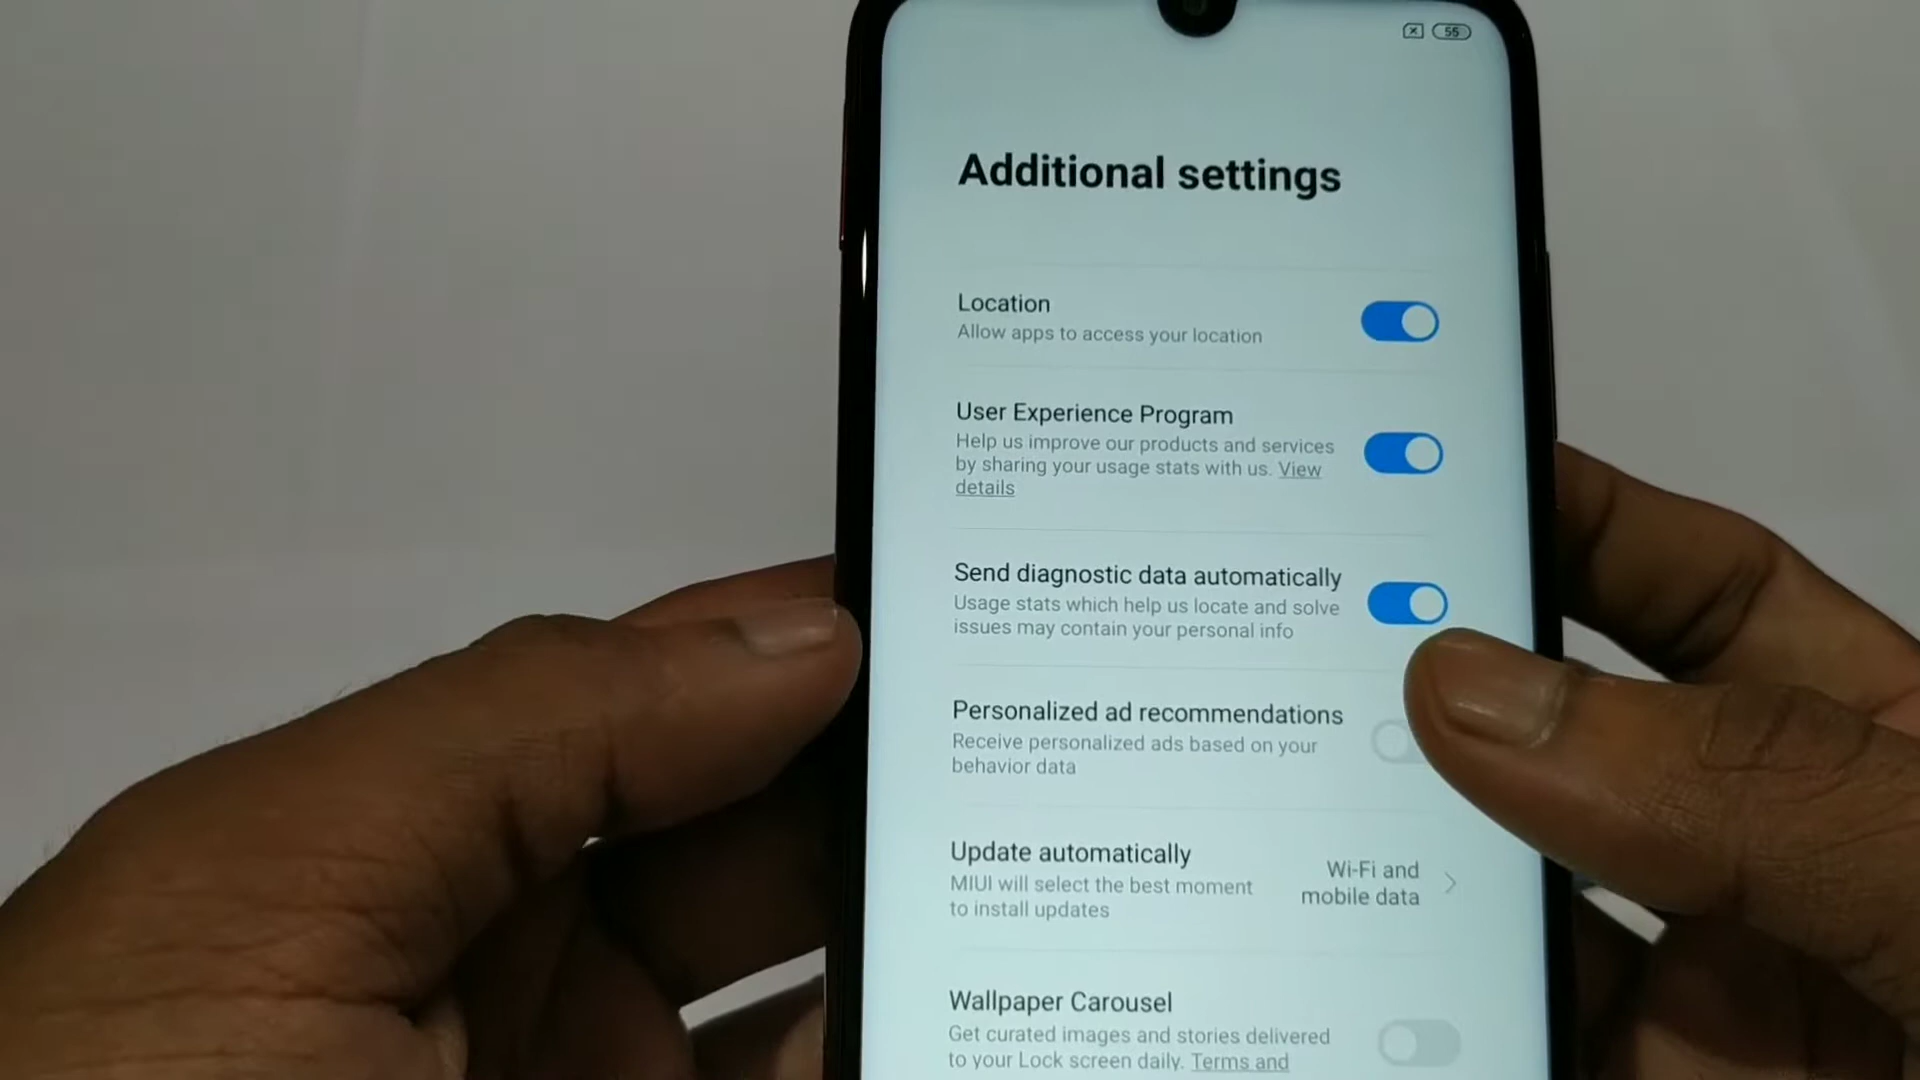 55
Additional settings
Location
Allow apps to access your location
User Experience Program
Help us improve our products and services
by sharing your usage stats with us. View
details
Send diagnostic data automatically
Usage stats which help us locate and solve
issues may contain your personal info
Personalized ad recommendations
Receive personalized ads based on your
behavior data
Update automatically
MIUI will select the best moment
to install updates
Wi-Fi and
mobile data
Wallpaper Carousel
Get curated images and stories delivered
to your Lock screen daily. Terms and